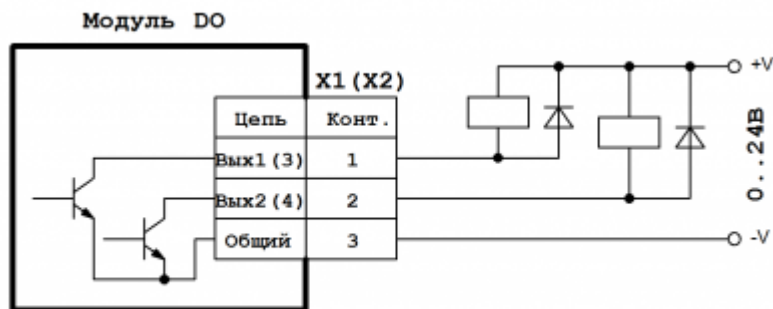 Модуль DO
X1(X2)
Цепь Конт.
Вых1(3) 1
Вых2(4) 2
Общий 3
+V
0..24В
-V